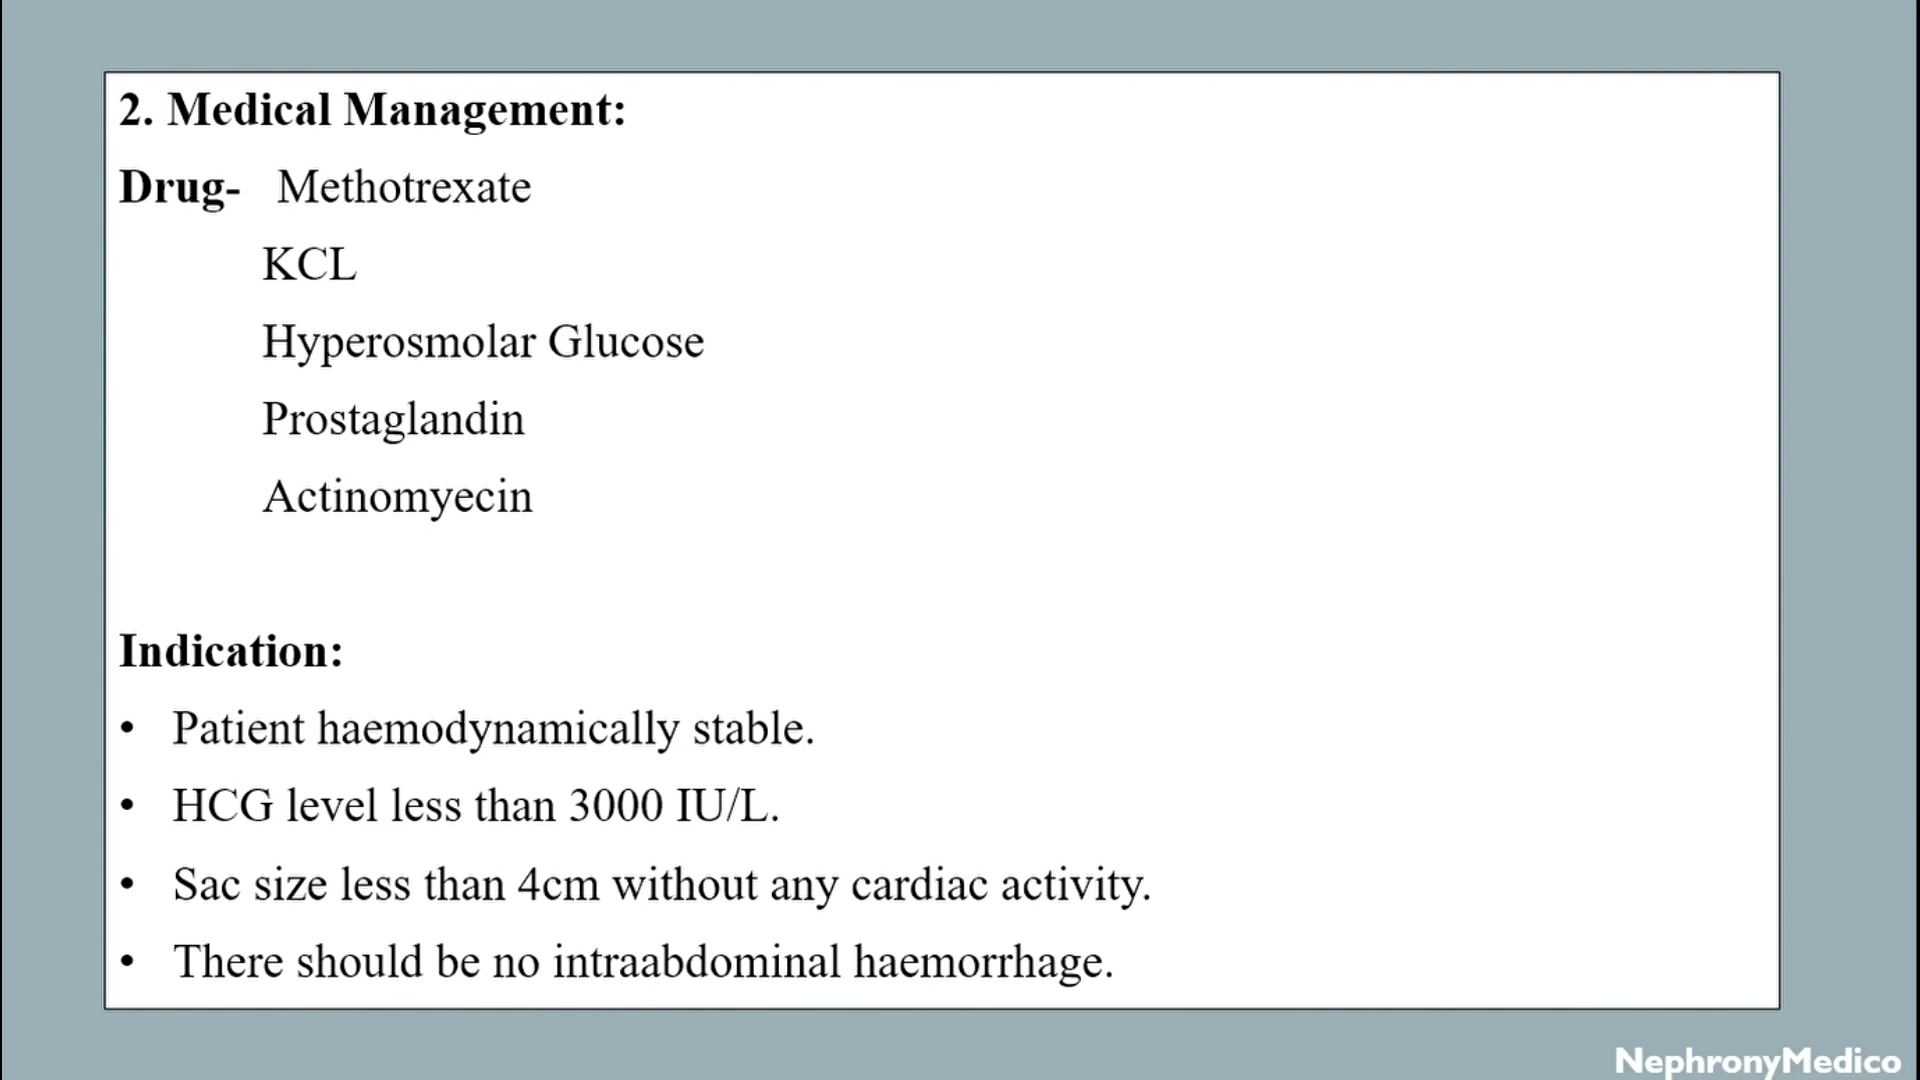 2. Medical Management:
Drug- Methotrexate
KCL
Hyperosmolar Glucose
Prostaglandin
Actinomyecin
Indication:
• Patient haemodynamically stable.
• HCG level less than 3000 IU/L.
• Sac size less than 4cm without any cardiac activity.
• There should be no intraabdominal haemorrhage.
NephronyMedico